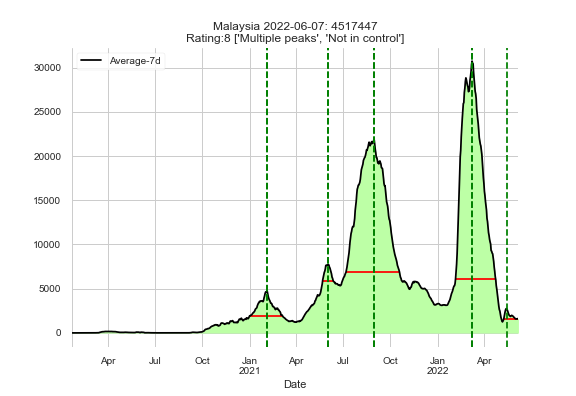 Malaysia 2022-06-07: 4517447
Rating:8 ['Multiple peaks', 'Not in control']
Average-7d
30000
25000
20000
15000
10000
5000
0
Apr Jul Oct Jan Apr Jul Oct Jan Apr
2021 2022
Date